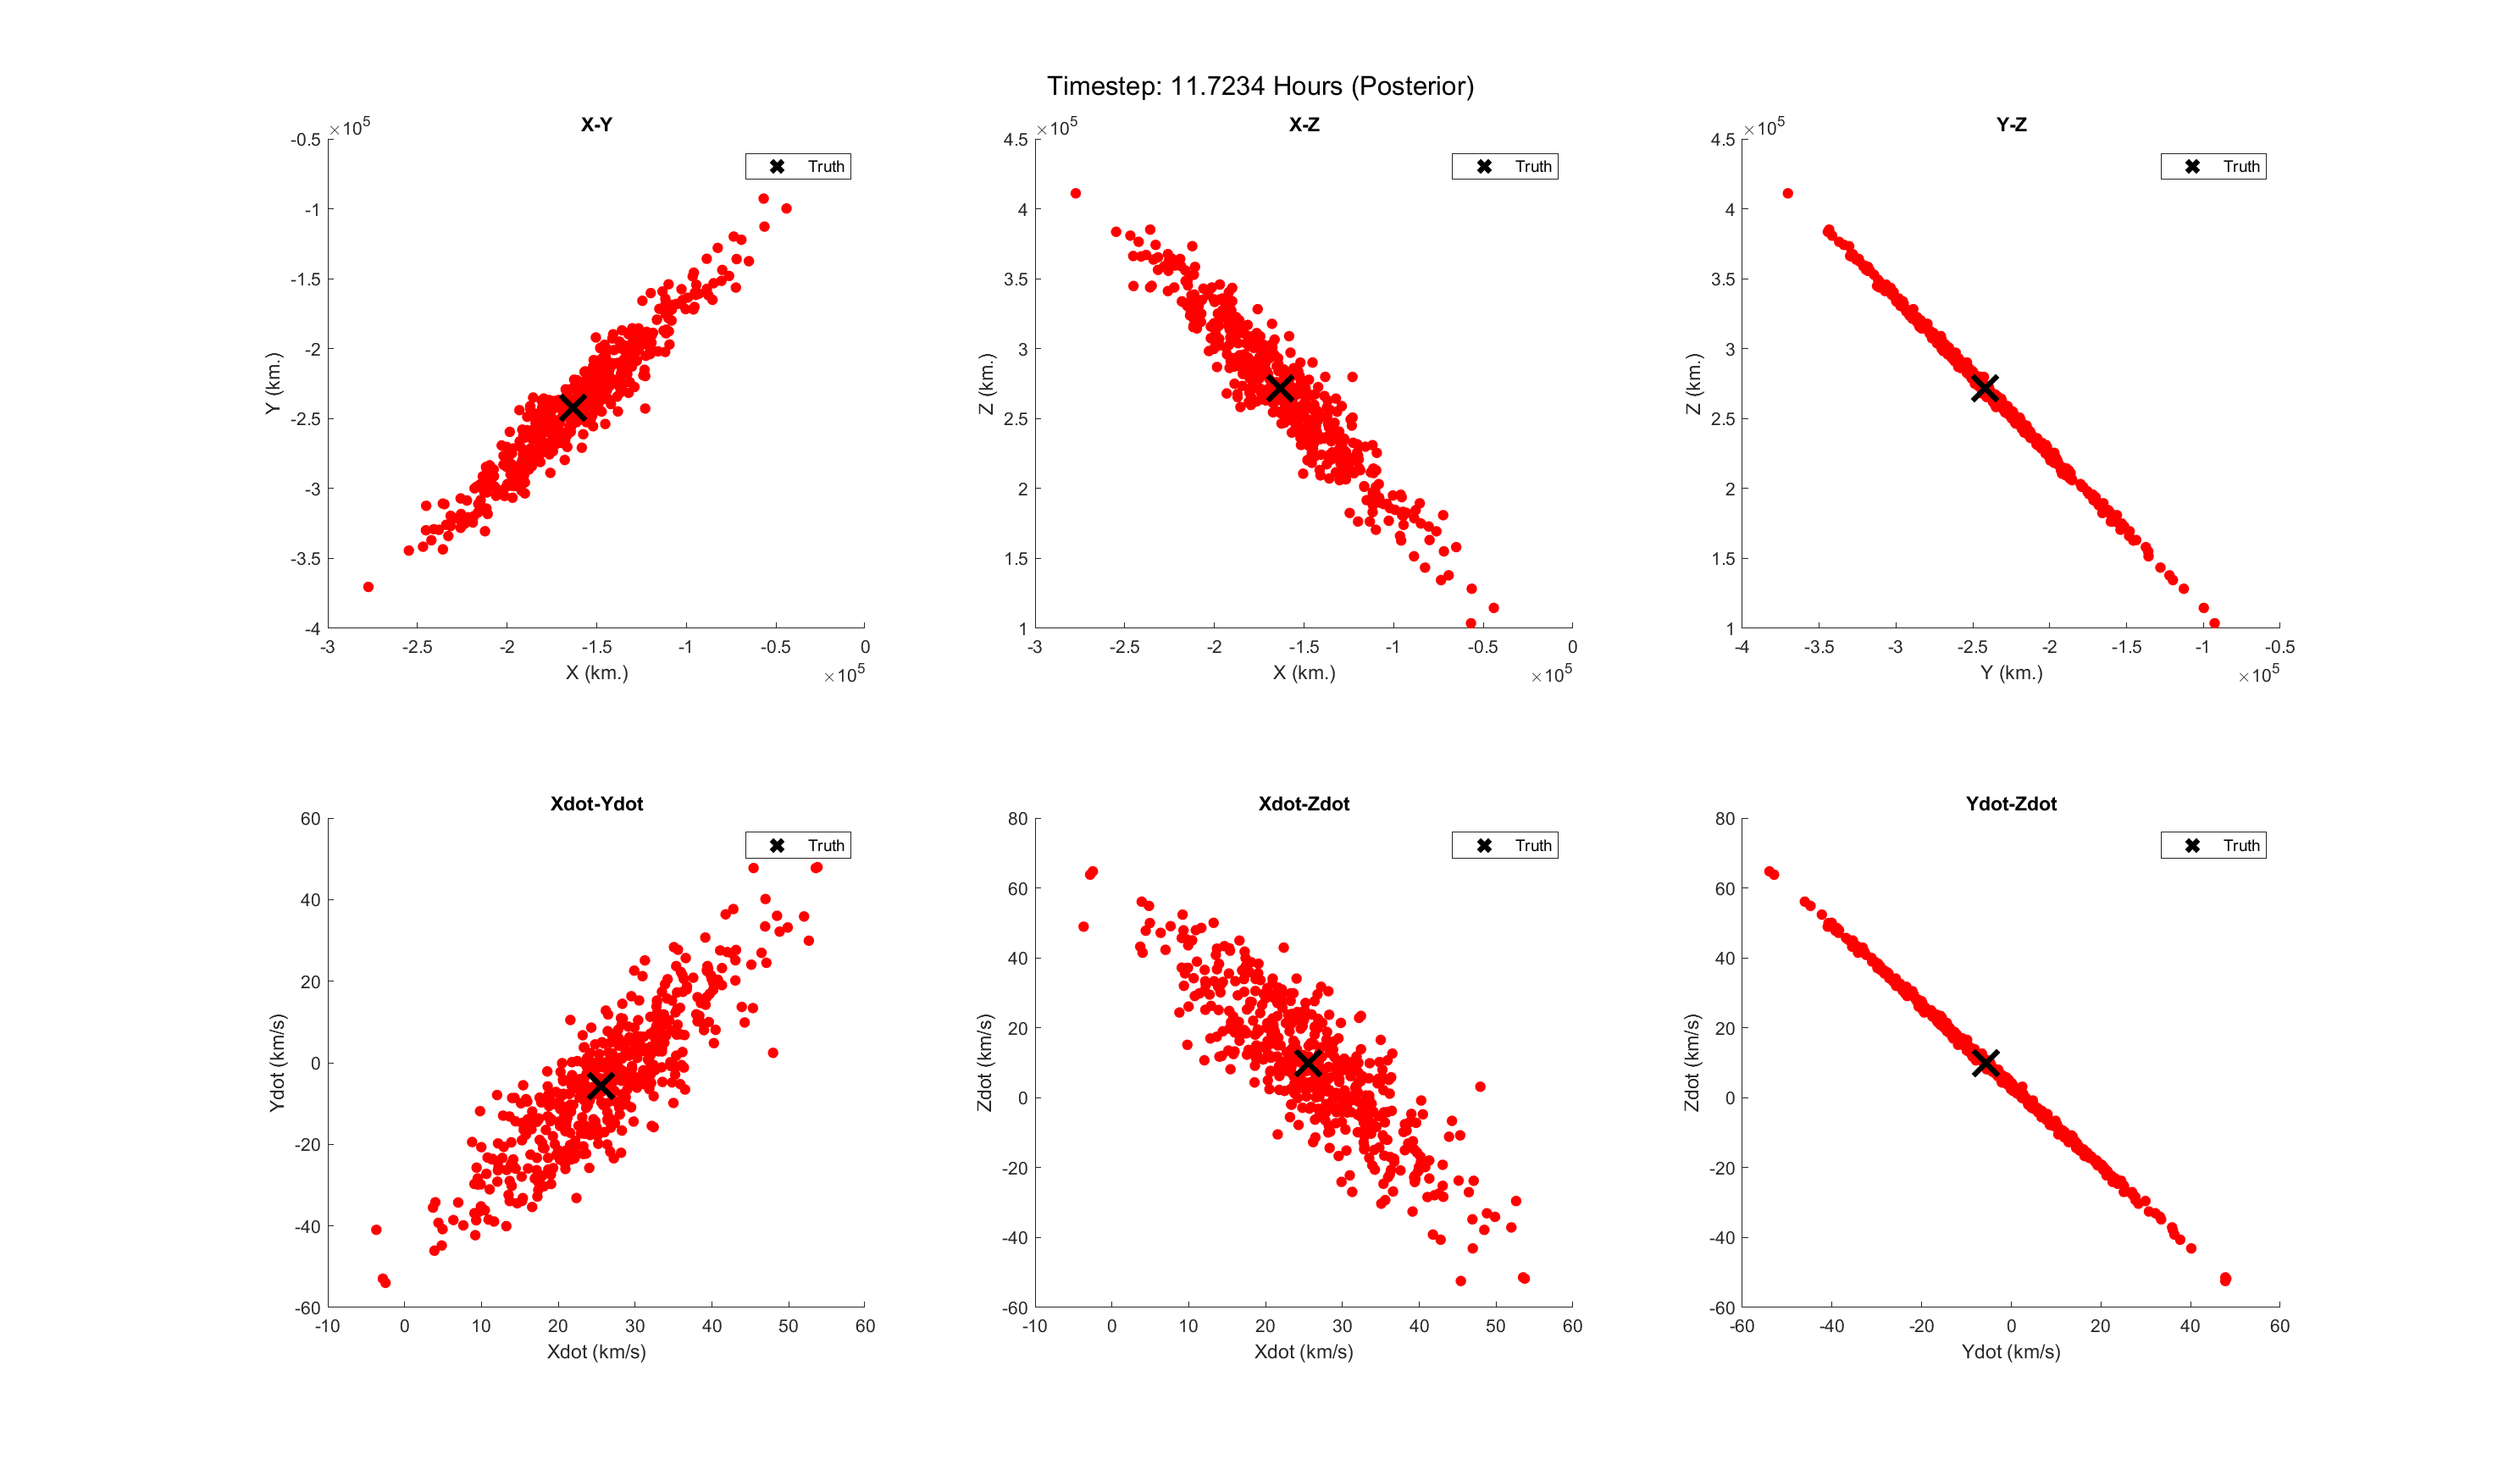 Timestep: 11.7234 Hours (Posterior)
X-Y
×10^5
-0.5
-1
-1.5
-2
-2.5
-3
-3.5
-4
Y (km.)
Truth
-3 -2.5 -2 -1.5 -1 -0.5 0
X (km.)
×10^5
X-Z
×10^5
4.5
4
3.5
3
2.5
2
1.5
1
Z (km.)
Truth
-3 -2.5 -2 -1.5 -1 -0.5 0
X (km.)
×10^5
Y-Z
×10^5
4.5
4
3.5
3
2.5
2
1.5
1
Z (km.)
Truth
-4 -3.5 -3 -2.5 -2 -1.5 -1 -0.5
Y (km.)
×10^5
Xdot-Ydot
60
40
20
0
-20
-40
-60
Ydot (km/s)
Truth
-10 0 10 20 30 40 50 60
Xdot (km/s)
Xdot-Zdot
80
60
40
20
0
-20
-40
-60
Zdot (km/s)
Truth
-10 0 10 20 30 40 50 60
Xdot (km/s)
Ydot-Zdot
80
60
40
20
0
-20
-40
-60
Zdot (km/s)
Truth
-60 -40 -20 0 20 40 60
Ydot (km/s)